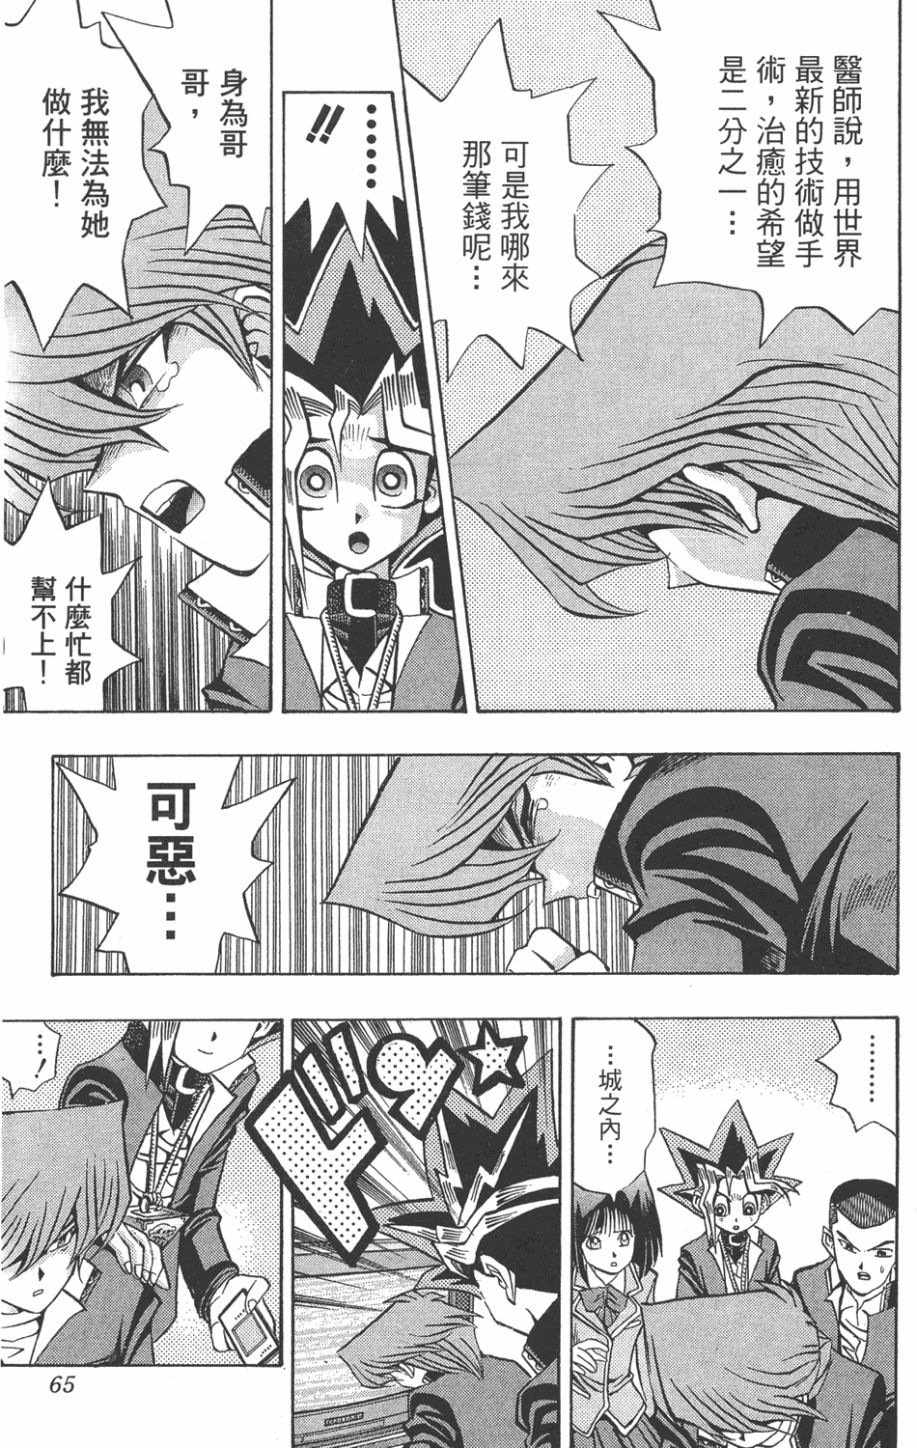 醫師說，用世界
最新的技術做手
術，治癒的希望
是二分之一…
可是我哪來
那筆錢呢…
……!!
身為哥
哥，
我無法為她
做什麼！
什麼忙都
幫不上！
可惡…
………
…城之內…
ドン☆
…！
65